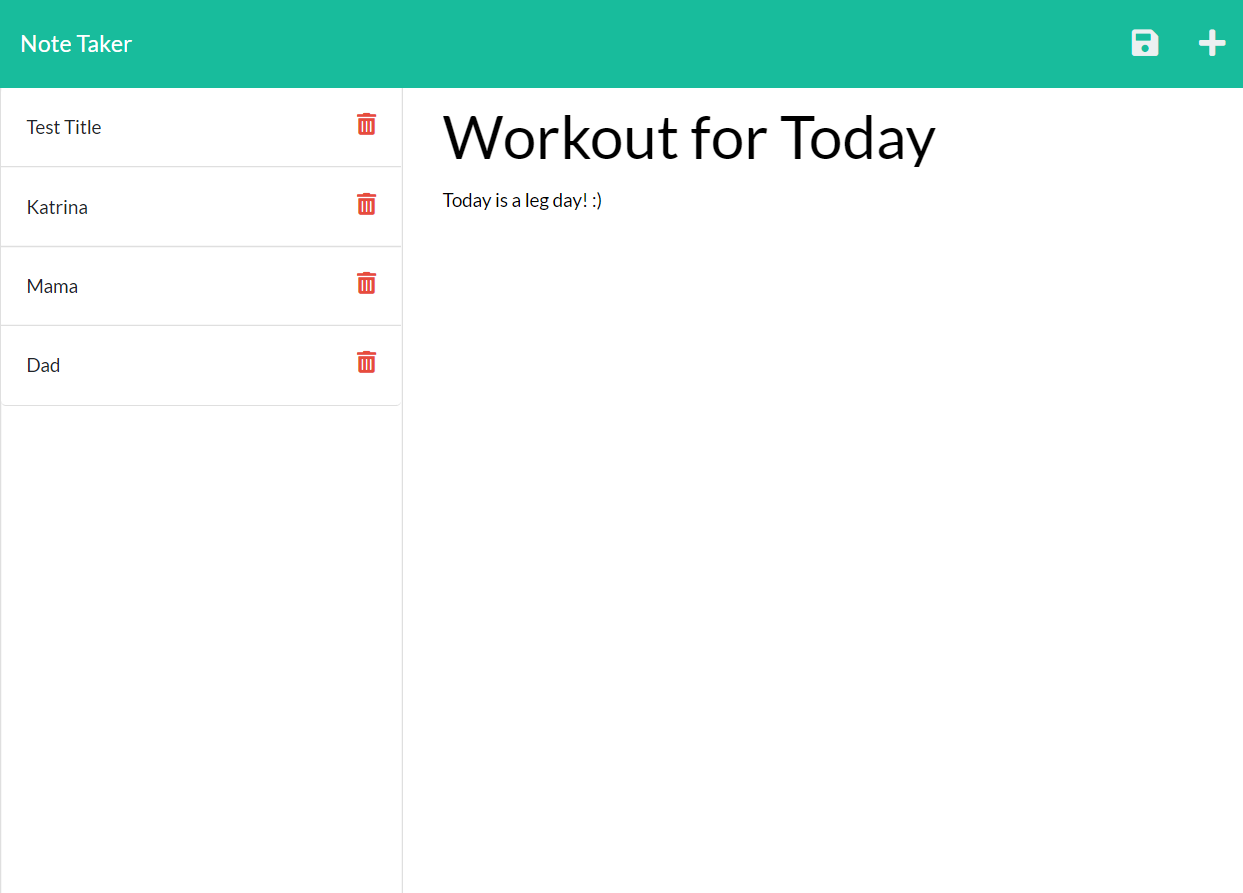 Note Taker
Test Title
Katrina
Mama
Dad
Workout for Today
Today is a leg day! :)